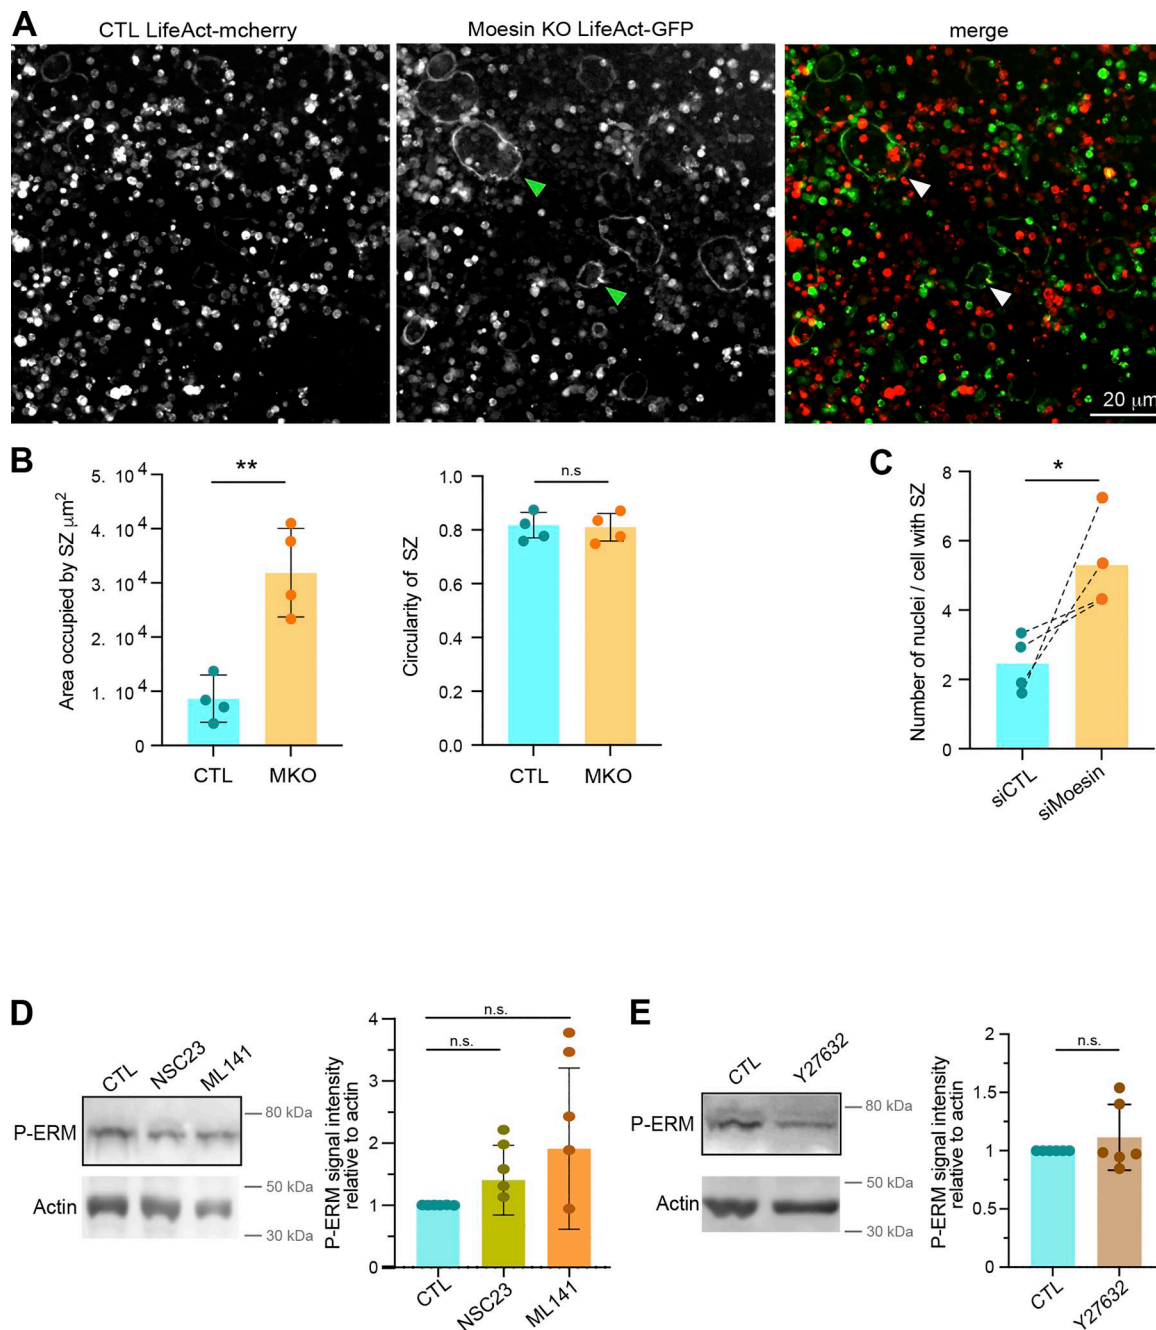 A
CTL LifeAct-mcherry
Moesin KO LifeAct-GFP
merge
20 µm
B
Area occupied by SZ µm2
5. 10 4
4. 10 4
3. 10 4
2. 10 4
1. 10 4
0
**
CTL
MKO
Circularity of SZ
1.0
0.8
0.6
0.4
0.2
0.0
n.s
CTL
MKO
C
Number of nuclei / cell with SZ
8
6
4
2
0
*
siCTL
siMoesin
D
CTL
NSC23
ML141
P-ERM
80 kDa
Actin
50 kDa
30 kDa
P-ERM signal intensity
relative to actin
4
3
2
1
0
n.s.
n.s.
CTL
NSC23
ML141
E
CTL
Y27632
P-ERM
80 kDa
Actin
50 kDa
30 kDa
P-ERM signal intensity
relative to actin
2
1.5
1
0.5
0
n.s.
CTL
Y27632